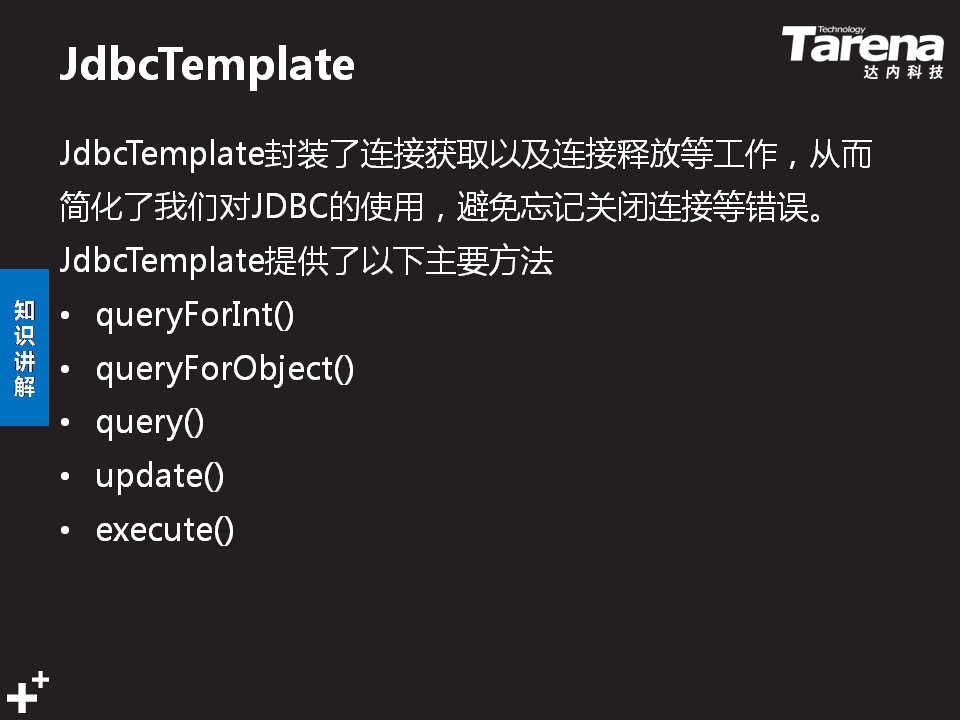 JdbcTemplate
Technology
Tarena
达内科技
JdbcTemplate封装了连接获取以及连接释放等工作，从而
简化了我们对JDBC的使用，避免忘记关闭连接等错误。
JdbcTemplate提供了以下主要方法
• queryForInt()
• queryForObject()
• query()
• update()
• execute()
知
识
讲
解